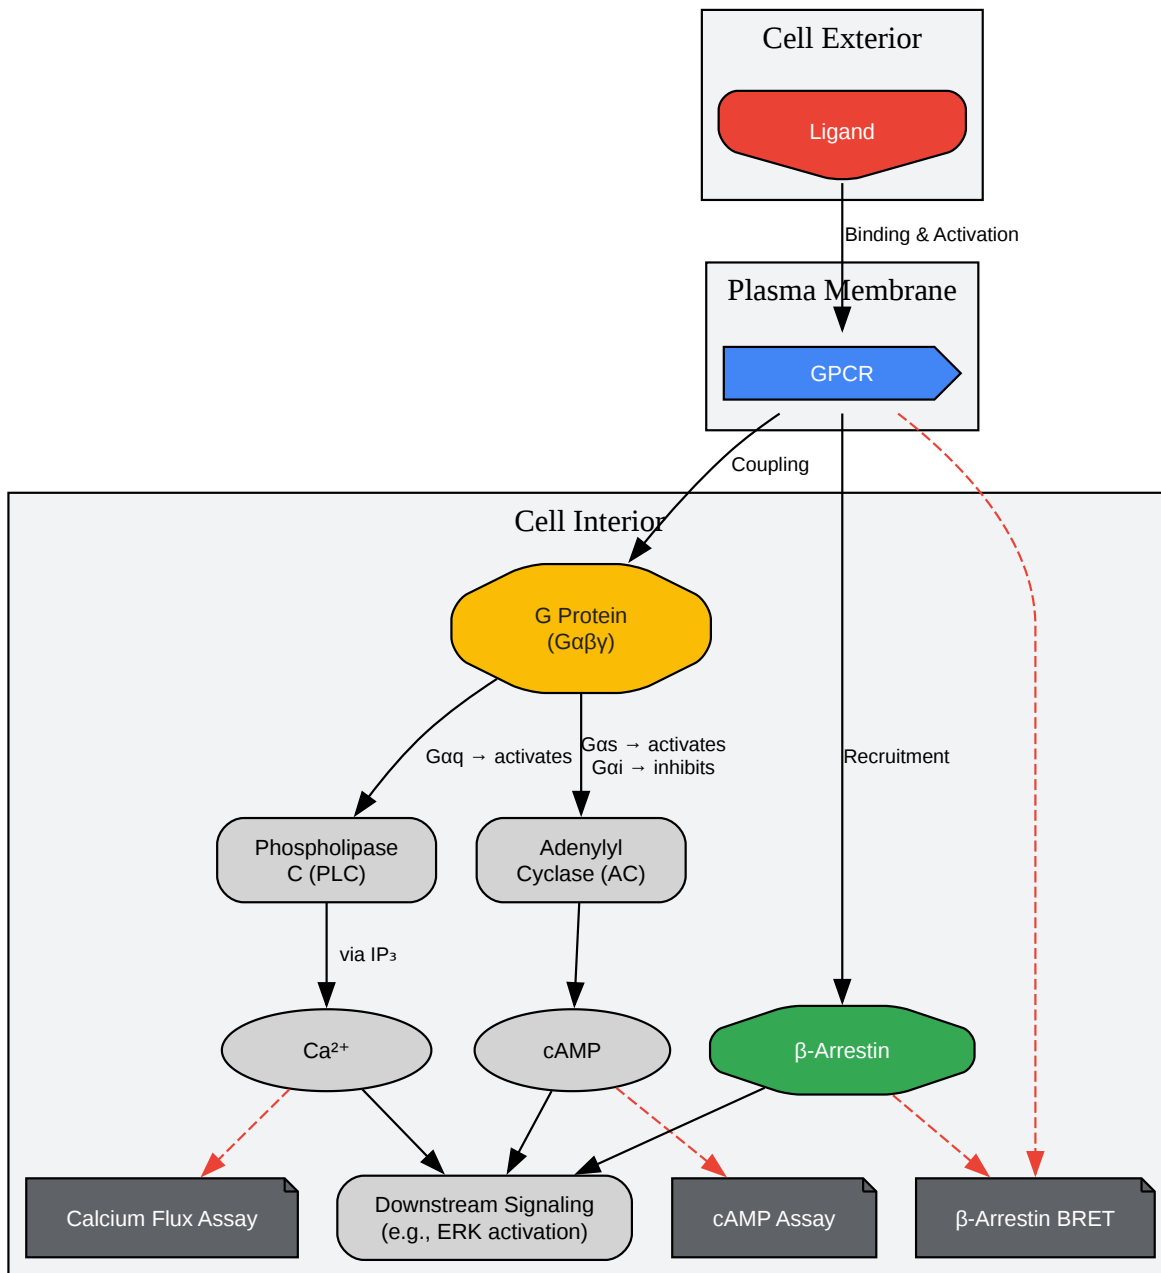 Cell Exterior
Ligand
Binding & Activation
Plasma Membrane
GPCR
Coupling
Cell Interior
G Protein
(Gαβγ)
Gαq → activates
Gαs → activates
Gαi → inhibits
Recruitment
Phospholipase
C (PLC)
Adenylyl
Cyclase (AC)
via IP₃
Ca²⁺
cAMP
β-Arrestin
Calcium Flux Assay
Downstream Signaling
(e.g., ERK activation)
cAMP Assay
β-Arrestin BRET